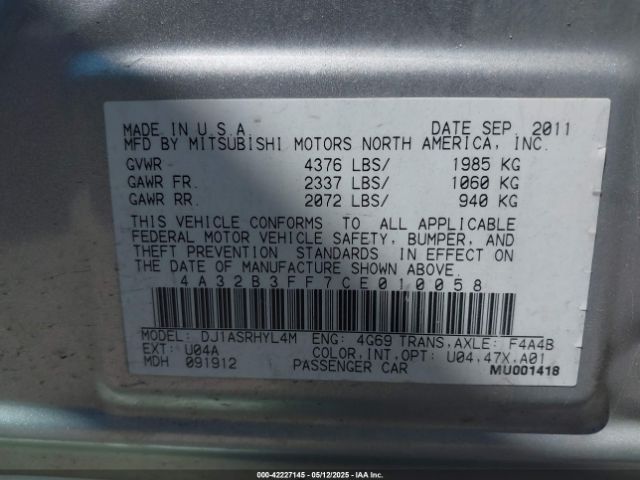 MADE IN U.S.A. DATE SEP. 2011
MFD BY MITSUBISHI MOTORS NORTH AMERICA, INC.
GVWR 4376 LBS/ 1985 KG
GAWR FR. 2337 LBS/ 1060 KG
GAWR RR. 2072 LBS/ 940 KG
THIS VEHICLE CONFORMS TO ALL APPLICABLE
FEDERAL MOTOR VEHICLE SAFETY, BUMPER, AND
THEFT PREVENTION STANDARDS IN EFFECT ON
THE DATE OF MANUFACTURE SHOWN ABOVE.
4A32B3FF7CE010058
MODEL: DJ1ASRHYL4M ENG: 4G69 TRANS,AXLE: F4A4B
EXT: U04A COLOR,INT,OPT: U04,47X,A01
MDH 091912 PASSENGER CAR MU001418
000-42227145 - 05/12/2025 - IAA Inc.